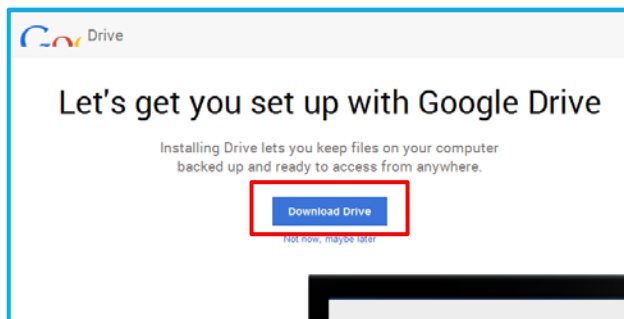 Drive
Let's get you set up with Google Drive
Installing Drive lets you keep files on your computer
backed up and ready to access from anywhere.
Download Drive
Not now, maybe later